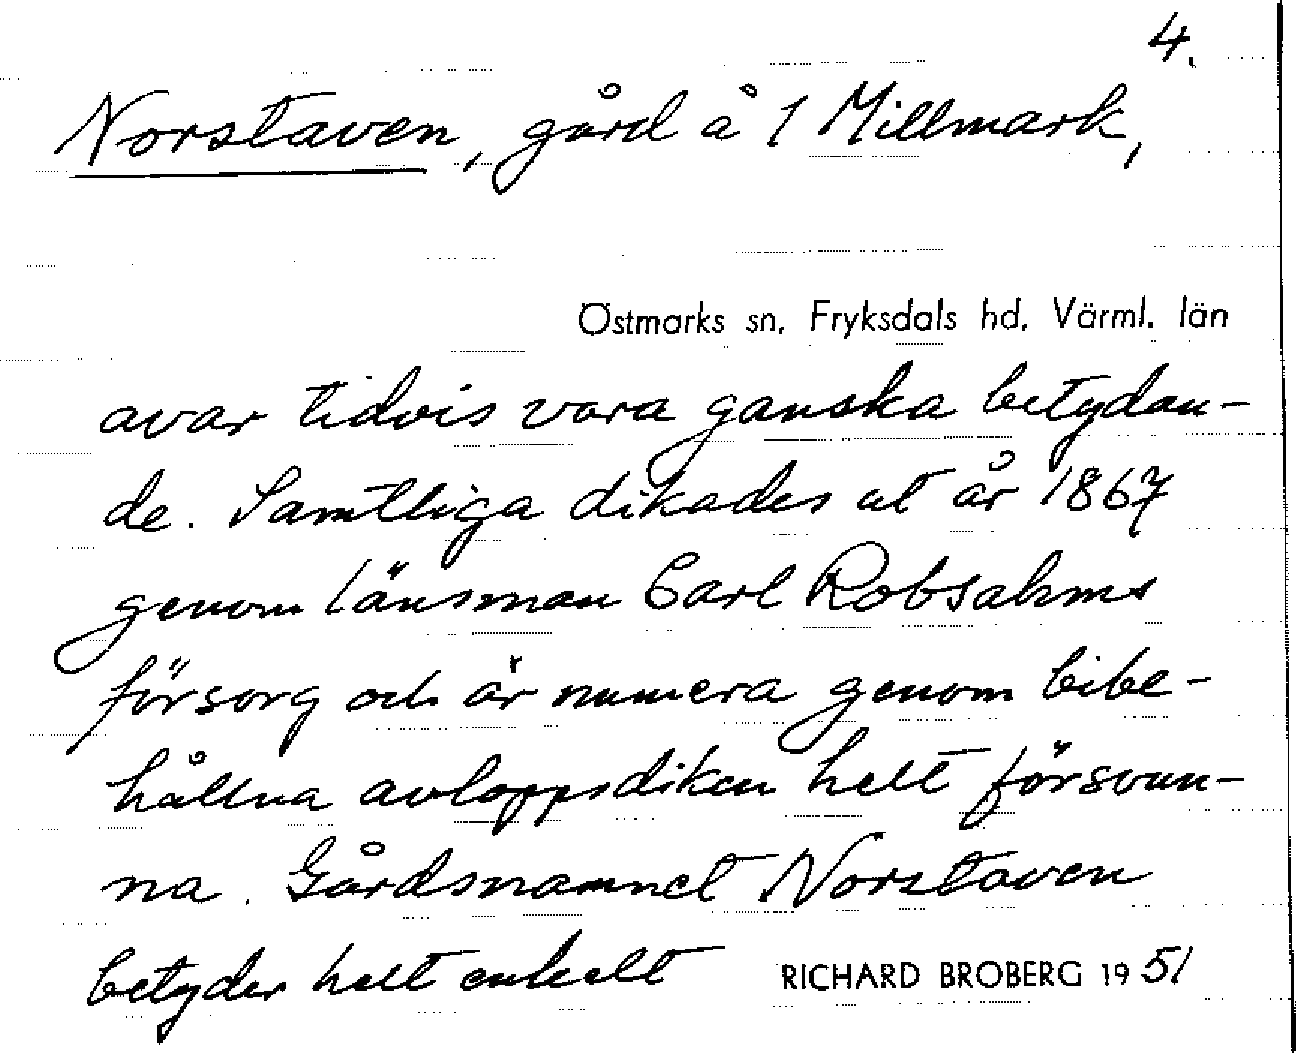 4.
Norstaven, gård å 1 Millmark,
Östmarks sn, Fryksdals hd, Värml. län
avar tidvis vara ganska betydan-
de. Samtliga dikades ut år 1867
genom länsman Carl Robsahms
försorg och är numera genom bibe-
hållna avloppsdiken helt försvun-
na. Gårdsnamnet Norstaven
betyder helt enkelt
RICHARD BROBERG 1951